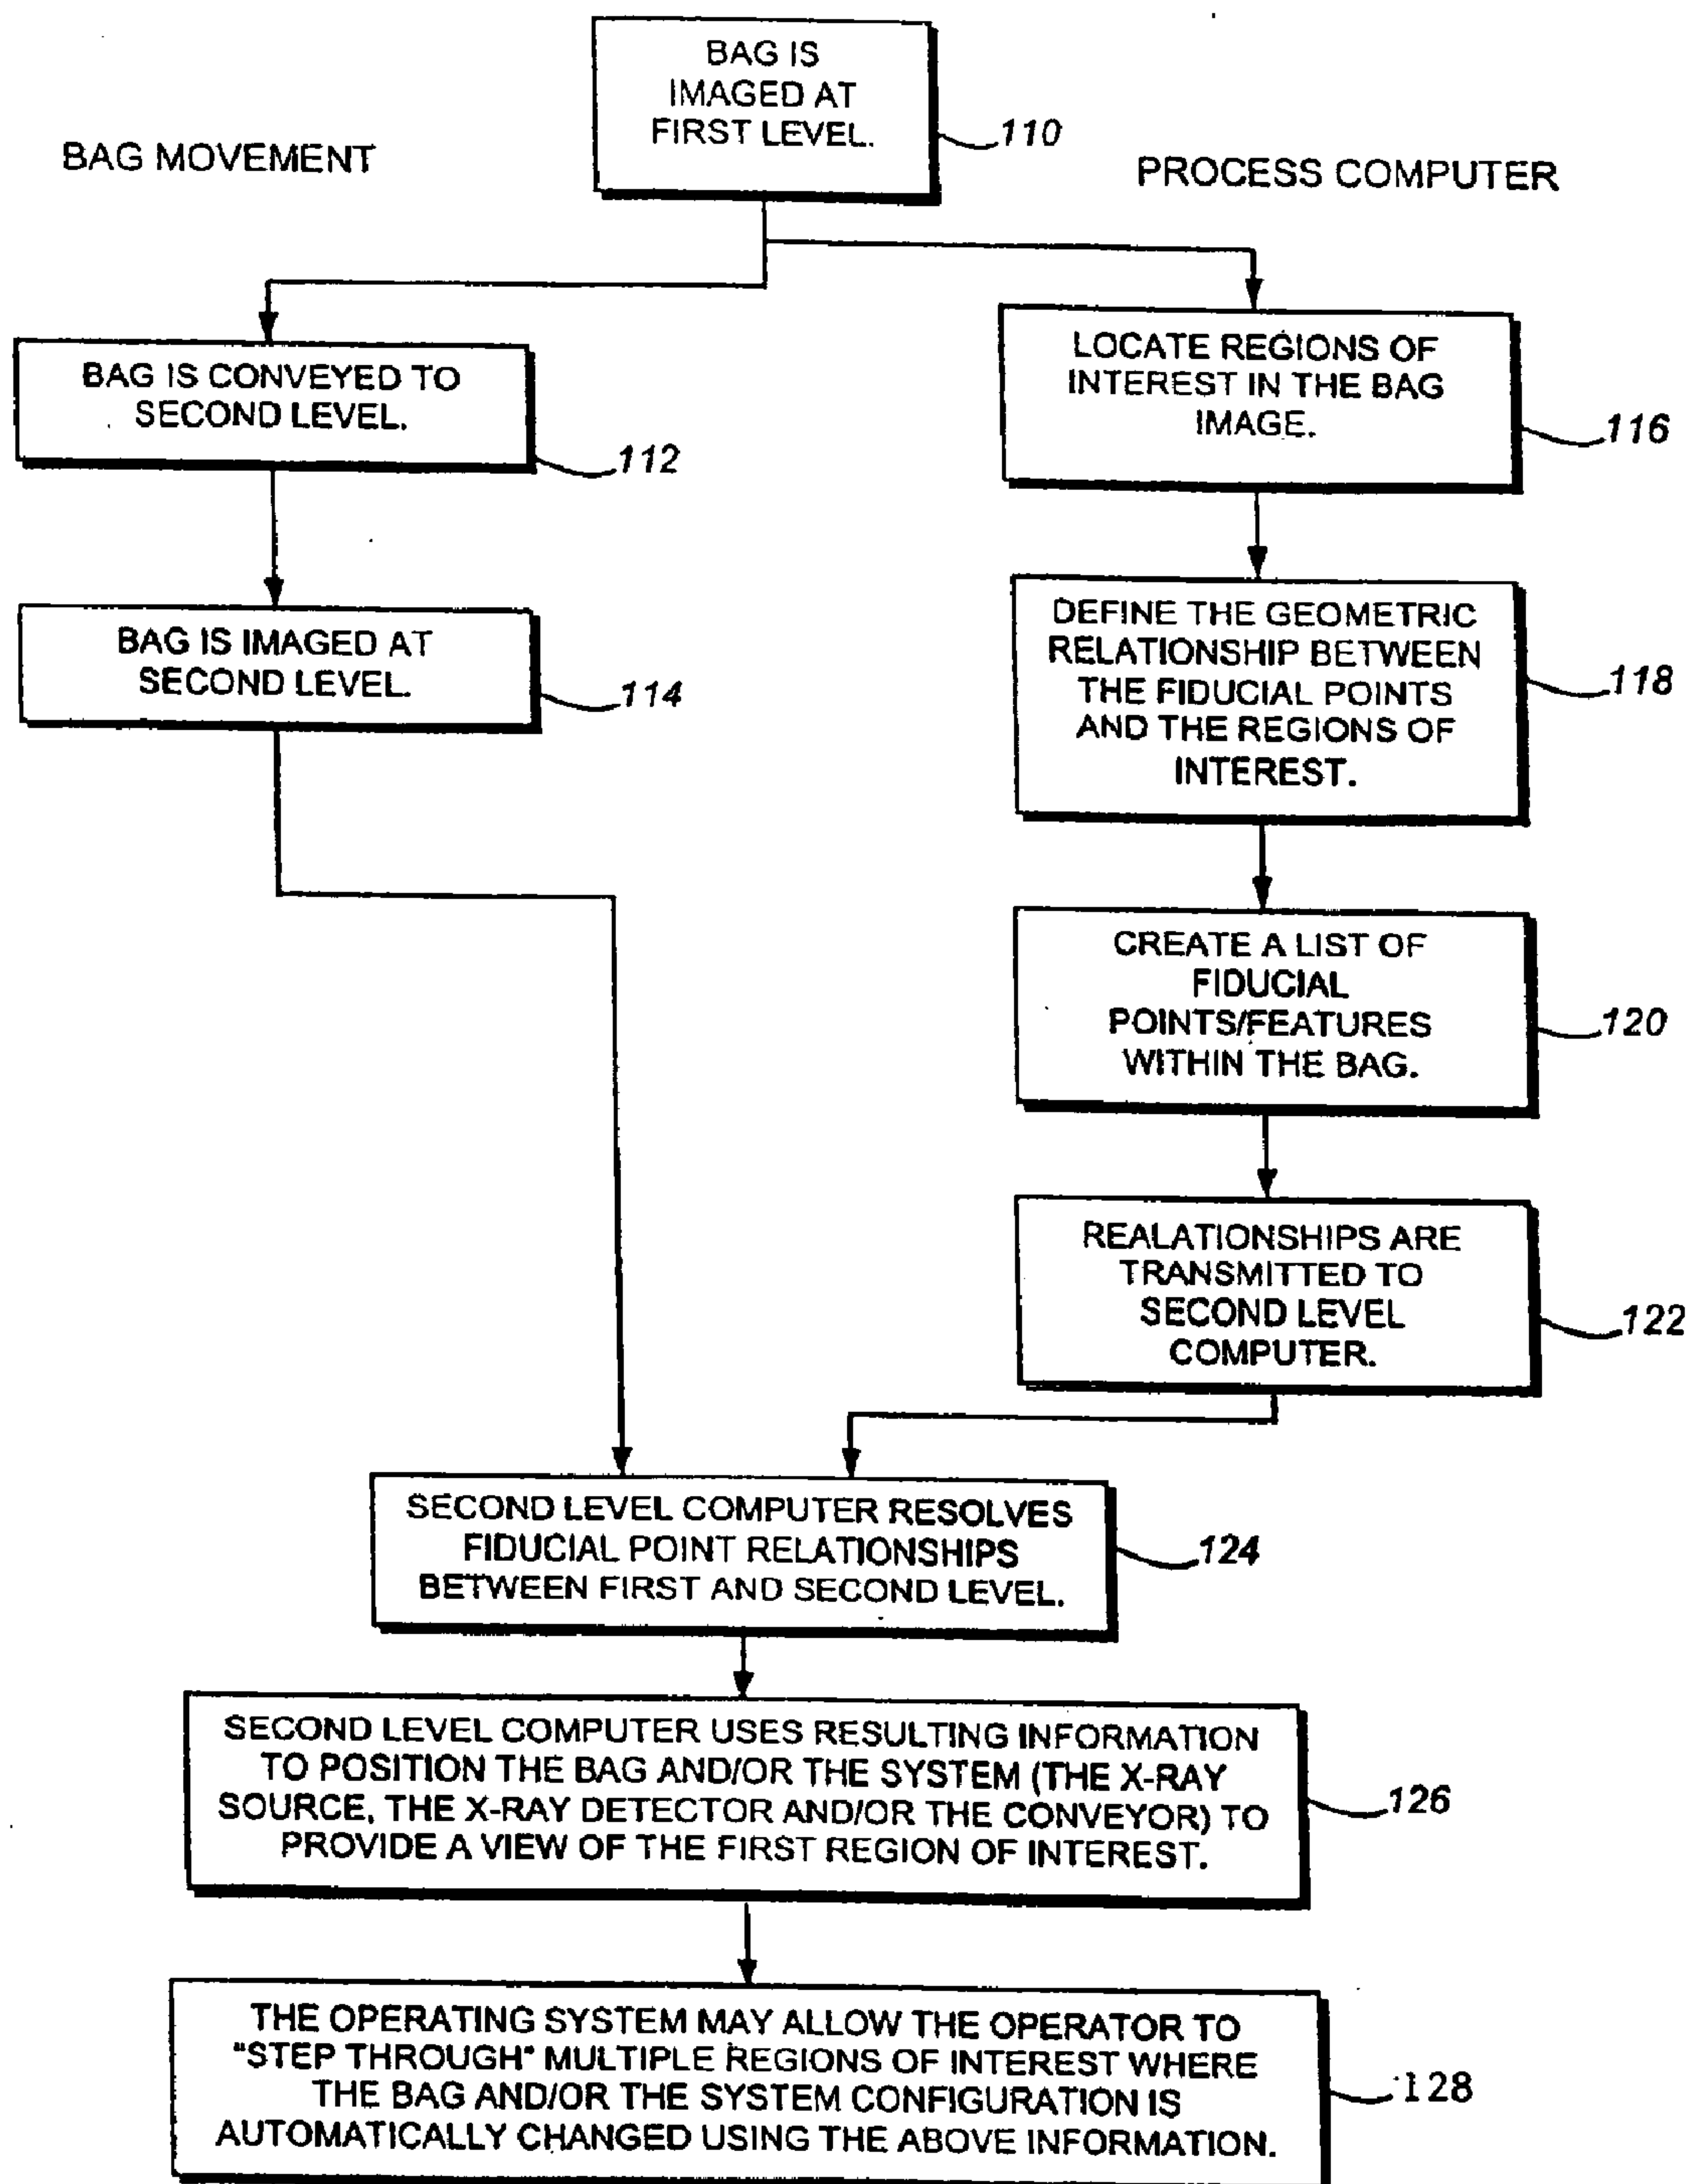 BAG IS
IMAGED AT
FIRST LEVEL.
110
BAG MOVEMENT
PROCESS COMPUTER
BAG IS CONVEYED TO
SECOND LEVEL.
112
LOCATE REGIONS OF
INTEREST IN THE BAG
IMAGE.
116
BAG IS IMAGED AT
SECOND LEVEL.
114
DEFINE THE GEOMETRIC
RELATIONSHIP BETWEEN
THE FIDUCIAL POINTS
AND THE REGIONS OF
INTEREST.
118
CREATE A LIST OF
FIDUCIAL
POINTS/FEATURES
WITHIN THE BAG.
120
REALATIONSHIPS ARE
TRANSMITTED TO
SECOND LEVEL
COMPUTER.
122
SECOND LEVEL COMPUTER RESOLVES
FIDUCIAL POINT RELATIONSHIPS
BETWEEN FIRST AND SECOND LEVEL.
124
SECOND LEVEL COMPUTER USES RESULTING INFORMATION
TO POSITION THE BAG AND/OR THE SYSTEM (THE X-RAY
SOURCE, THE X-RAY DETECTOR AND/OR THE CONVEYOR) TO
PROVIDE A VIEW OF THE FIRST REGION OF INTEREST.
126
THE OPERATING SYSTEM MAY ALLOW THE OPERATOR TO
"STEP THROUGH" MULTIPLE REGIONS OF INTEREST WHERE
THE BAG AND/OR THE SYSTEM CONFIGURATION IS
AUTOMATICALLY CHANGED USING THE ABOVE INFORMATION.
128